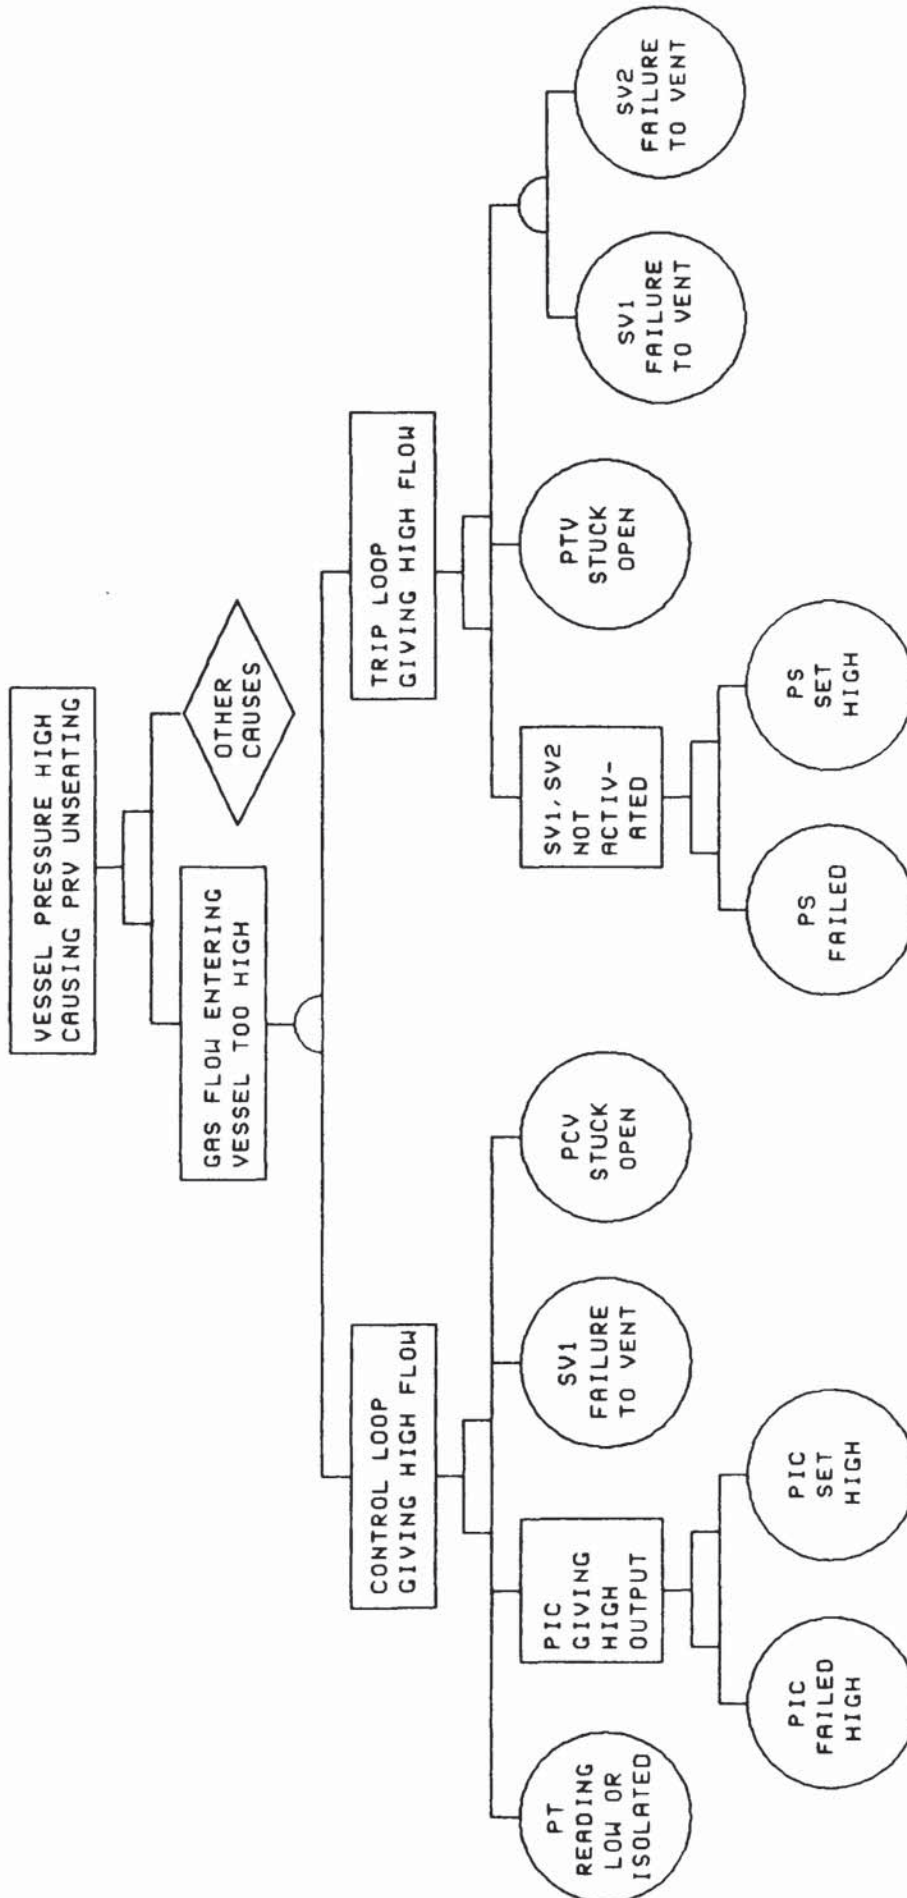 VESSEL PRESSURE HIGH
CAUSING PRV UNSEATING
GAS FLOW ENTERING
VESSEL TOO HIGH
OTHER
CAUSES
CONTROL LOOP
GIVING HIGH FLOW
TRIP LOOP
GIVING HIGH FLOW
PT
READING
LOW OR
ISOLATED
PIC
GIVING
HIGH
OUTPUT
SV1
FAILURE
TO VENT
PCV
STUCK
OPEN
SV1,SV2
NOT
ACTIV-
ATED
PTV
STUCK
OPEN
SV1
FAILURE
TO VENT
SV2
FAILURE
TO VENT
PIC
FAILED
HIGH
PIC
SET
HIGH
PS
FAILED
PS
SET
HIGH